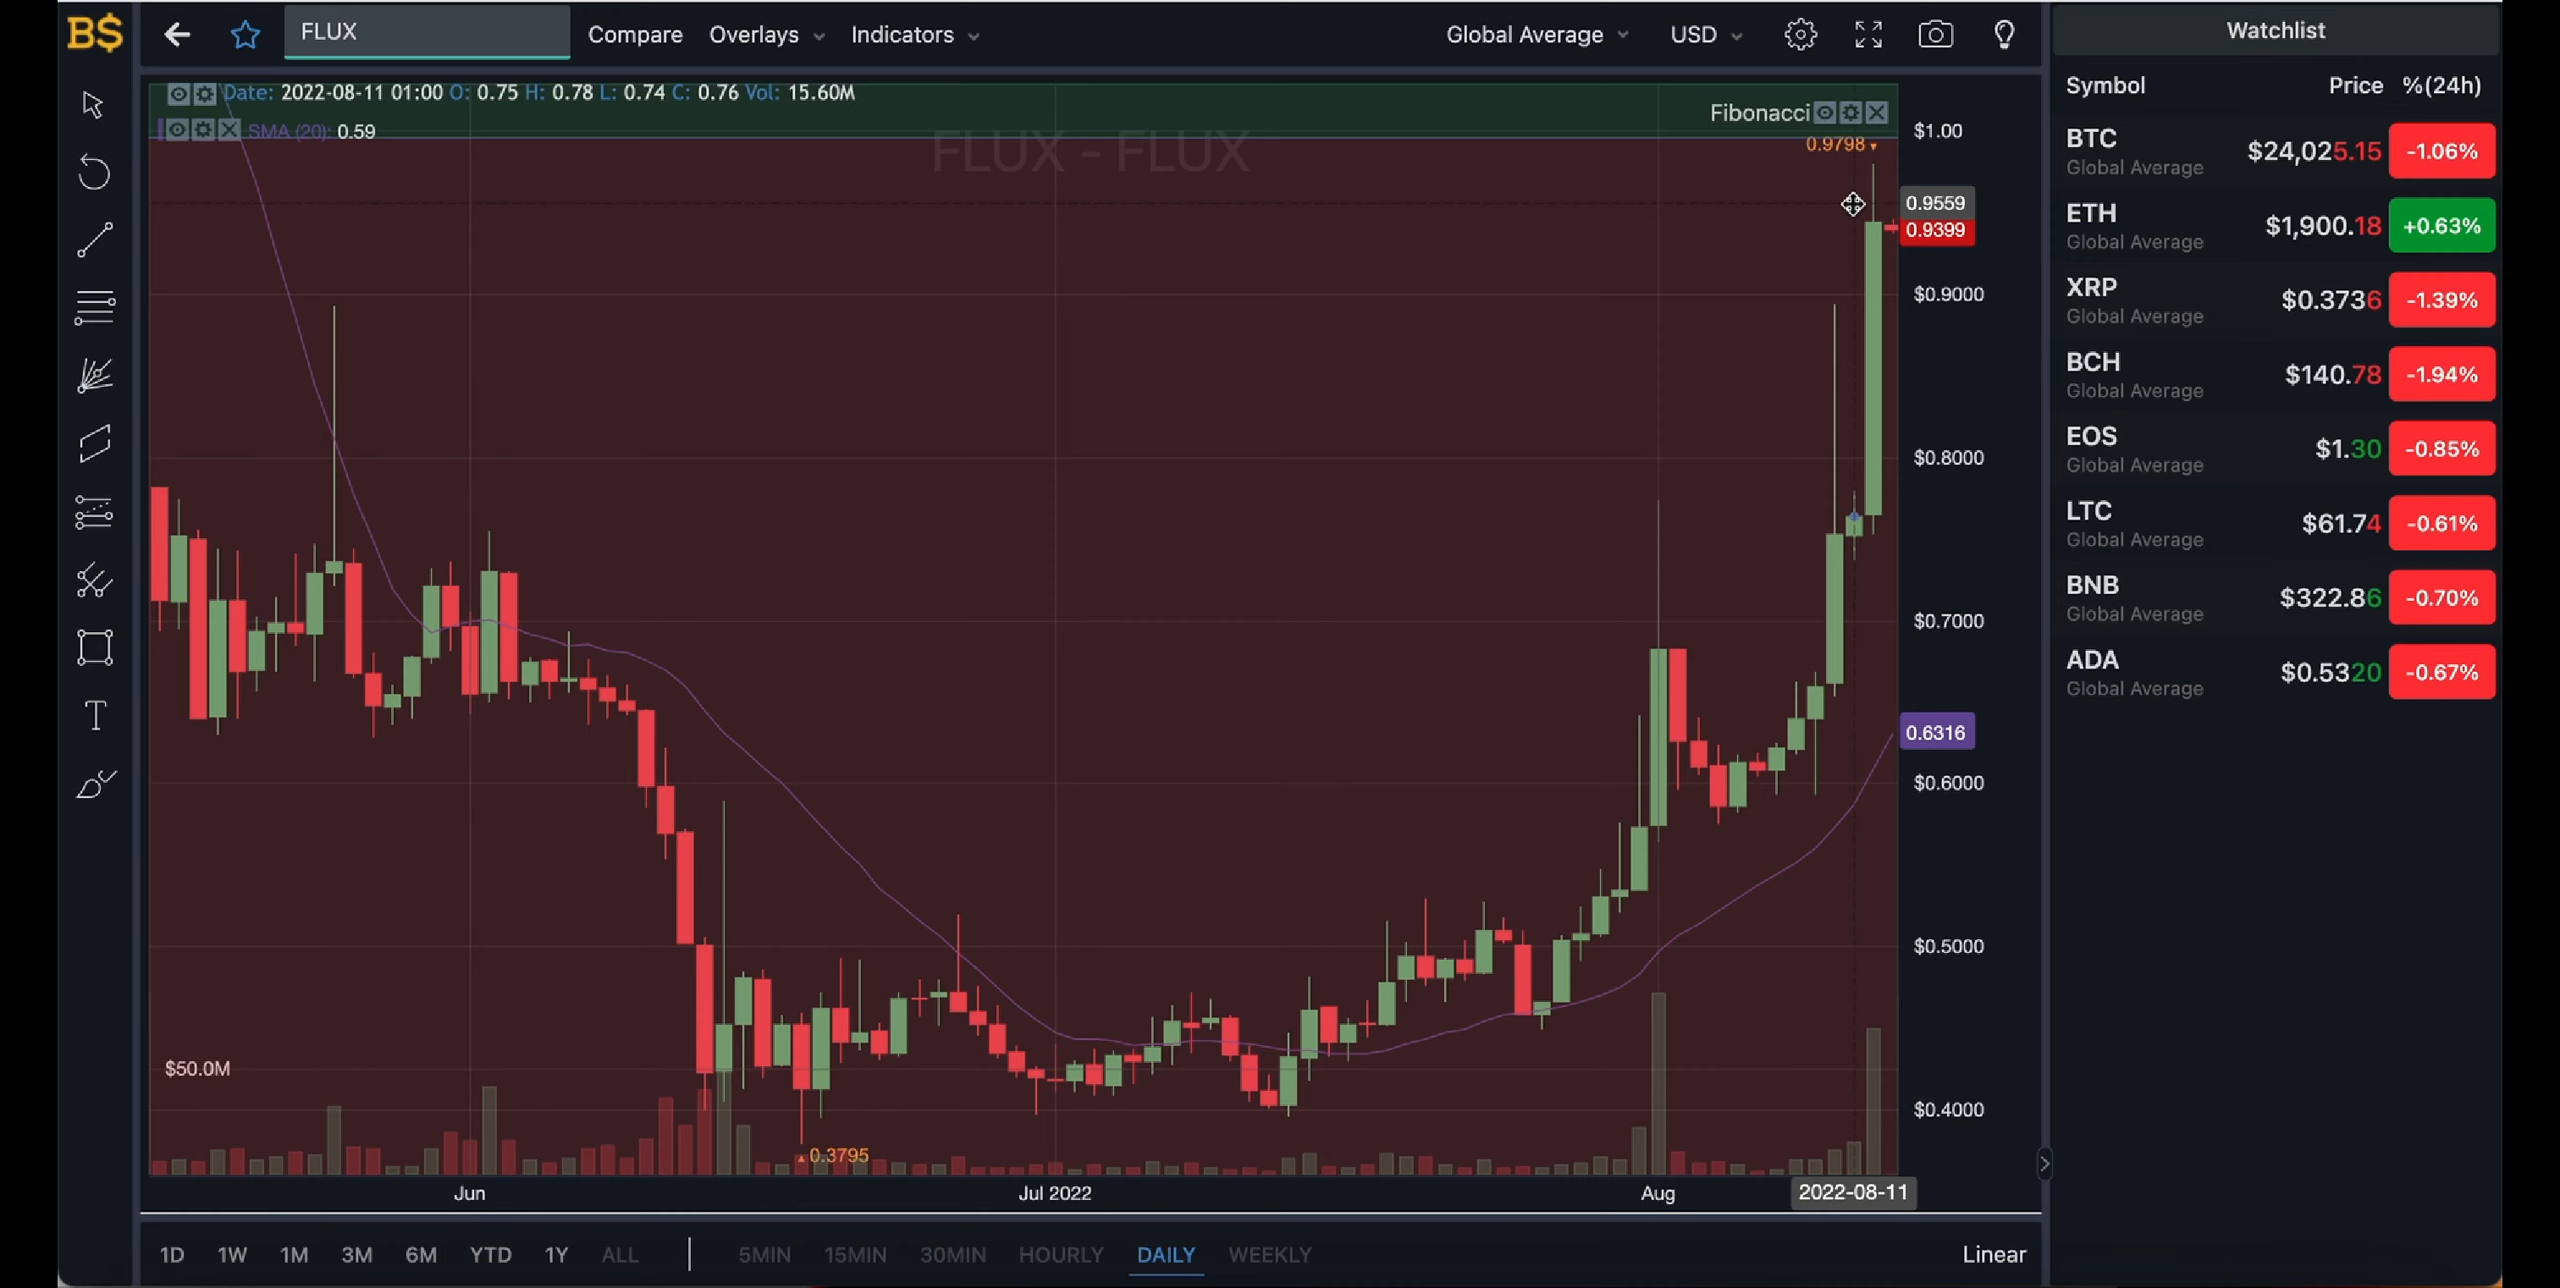 B$ FLUX Compare Overlays Indicators Global Average USD
Date: 2022-08-11 01:00 O: 0.75 H: 0.78 L: 0.74 C: 0.76 Vol: 15.60M
SMA (20): 0.59
Fibonacci
FLUX - FLUX
0.9798
$1.00
0.9559
0.9399
$0.9000
$0.8000
$0.7000
0.6316
$0.6000
$0.5000
$0.4000
$50.0M
0.3795
Jun Jul 2022 Aug 2022-08-11
1D 1W 1M 3M 6M YTD 1Y ALL 5MIN 15MIN 30MIN HOURLY DAILY WEEKLY Linear
Watchlist
Symbol Price %(24h)
BTC $24,025.15 -1.06%
Global Average
ETH $1,900.18 +0.63%
Global Average
XRP $0.3736 -1.39%
Global Average
BCH $140.78 -1.94%
Global Average
EOS $1.30 -0.85%
Global Average
LTC $61.74 -0.61%
Global Average
BNB $322.86 -0.70%
Global Average
ADA $0.5320 -0.67%
Global Average